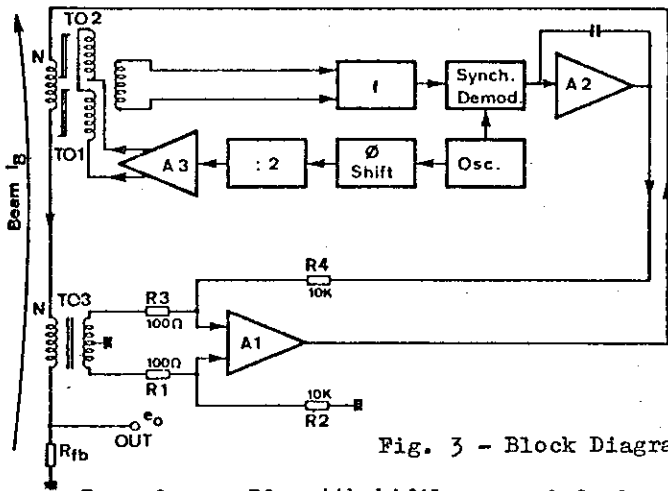 TO2
N
f
Synch.
Demod.
A2
TO1
A3
:2
Ø
Shift
Osc.
Beam I_B
N
TO3
R3
100Ω
R4
10K
A1
100Ω
R1
10K
R2
e_o
OUT
R_fb
Fig. 3 - Block Diagra